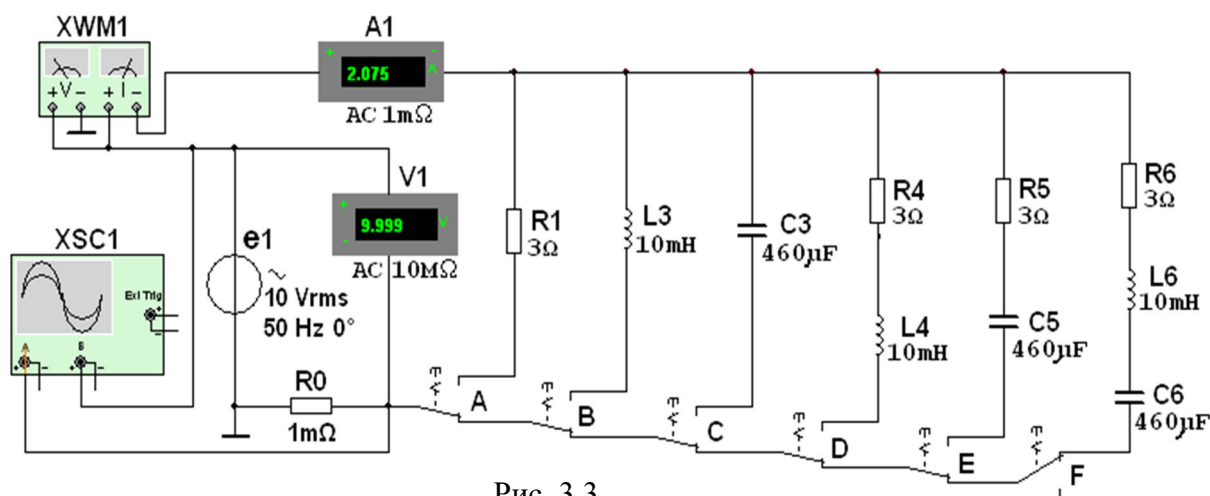 XWM1
A1
+ V -
+ I -
+
-
2.075
A
AC 1mΩ
V1
+
-
9.999
V
AC 10MΩ
XSC1
Ext Trig
+
-
A
B
+
-
+
-
e1
~
10 Vrms
50 Hz 0°
R0
1mΩ
R1
3Ω
L3
10mH
C3
460µF
R4
3Ω
L4
10mH
R5
3Ω
C5
460µF
R6
3Ω
L6
10mH
C6
460µF
A
B
C
D
E
F
Рис. 3.3